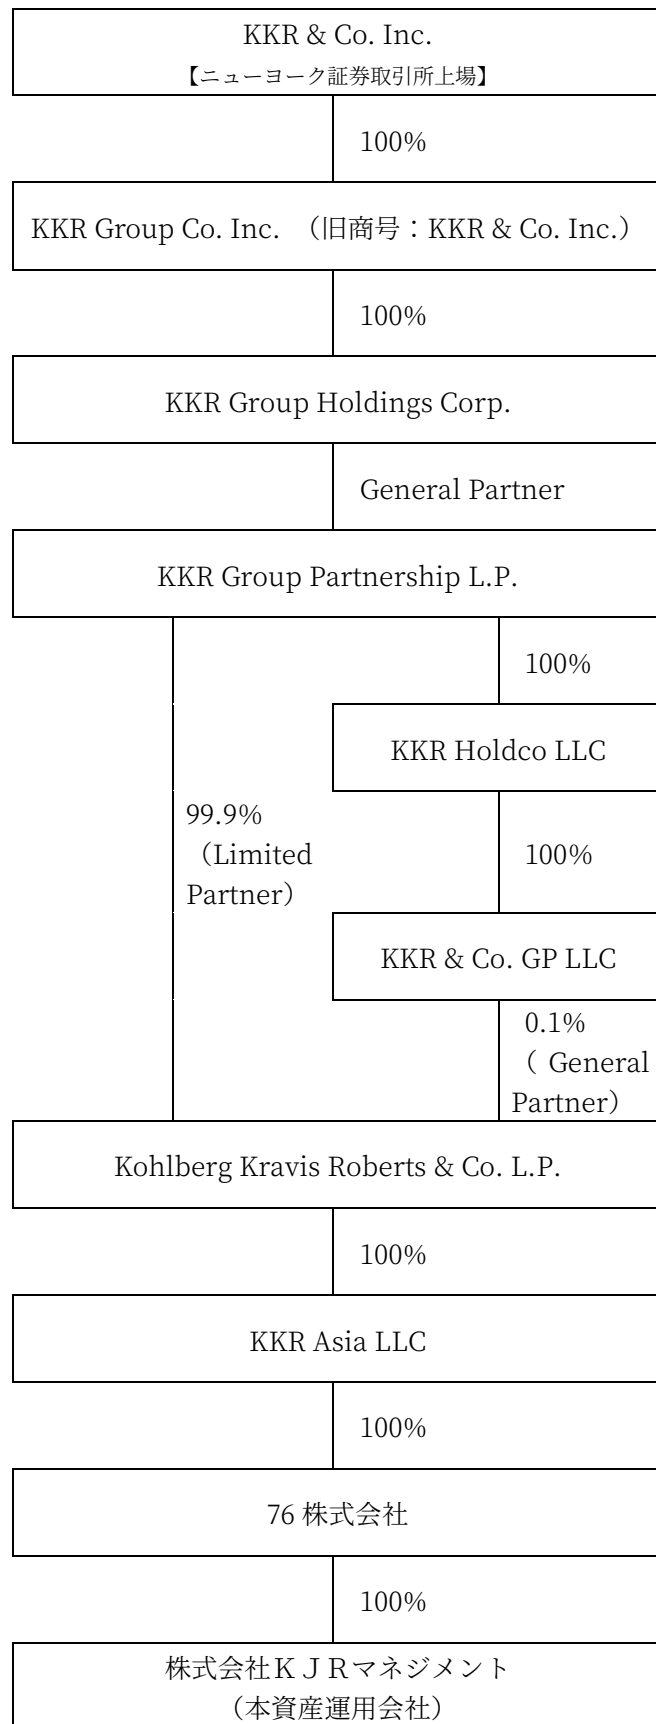 KKR & Co. Inc.
【ニューヨーク証券取引所上場】
100%
KKR Group Co. Inc. （旧商号：KKR & Co. Inc.）
100%
KKR Group Holdings Corp.
General Partner
KKR Group Partnership L.P.
100%
KKR Holdco LLC
99.9%
（Limited
Partner）
100%
KKR & Co. GP LLC
0.1%
（ General
Partner）
Kohlberg Kravis Roberts & Co. L.P.
100%
KKR Asia LLC
100%
76 株式会社
100%
株式会社ＫＪＲマネジメント
（本資産運用会社）